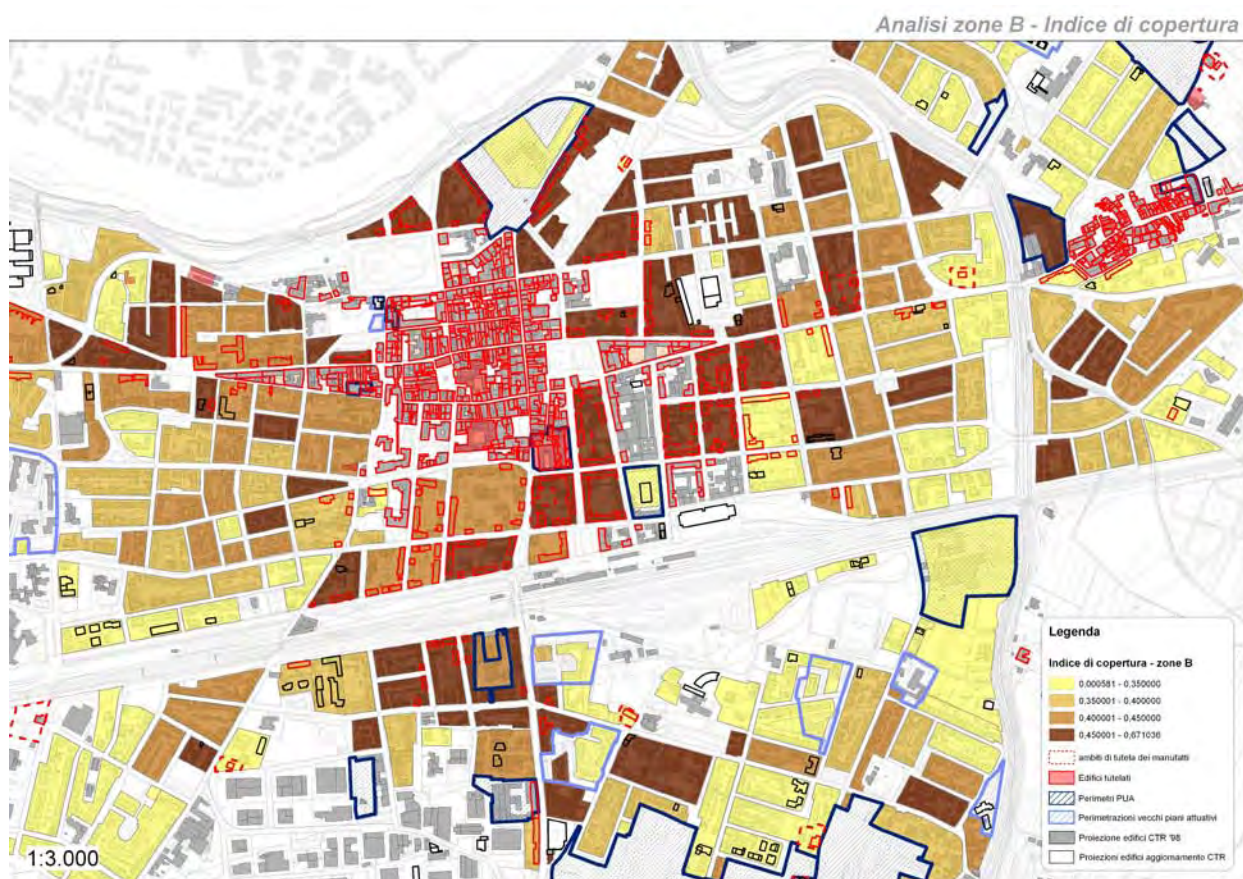 Analisi zone B - Indice di copertura
Legenda
Indice di copertura - zone B
0,000581 - 0,350000
0,350001 - 0,400000
0,400001 - 0,450000
0,450001 - 0,671036
ambiti di tutela dei manufatti
Edifici tutelati
Perimetri PUA
Perimetrazioni vecchi piani attuativi
Proiezione edifici CTR '98
Proiezioni edifici aggiornamento CTR
1:3.000